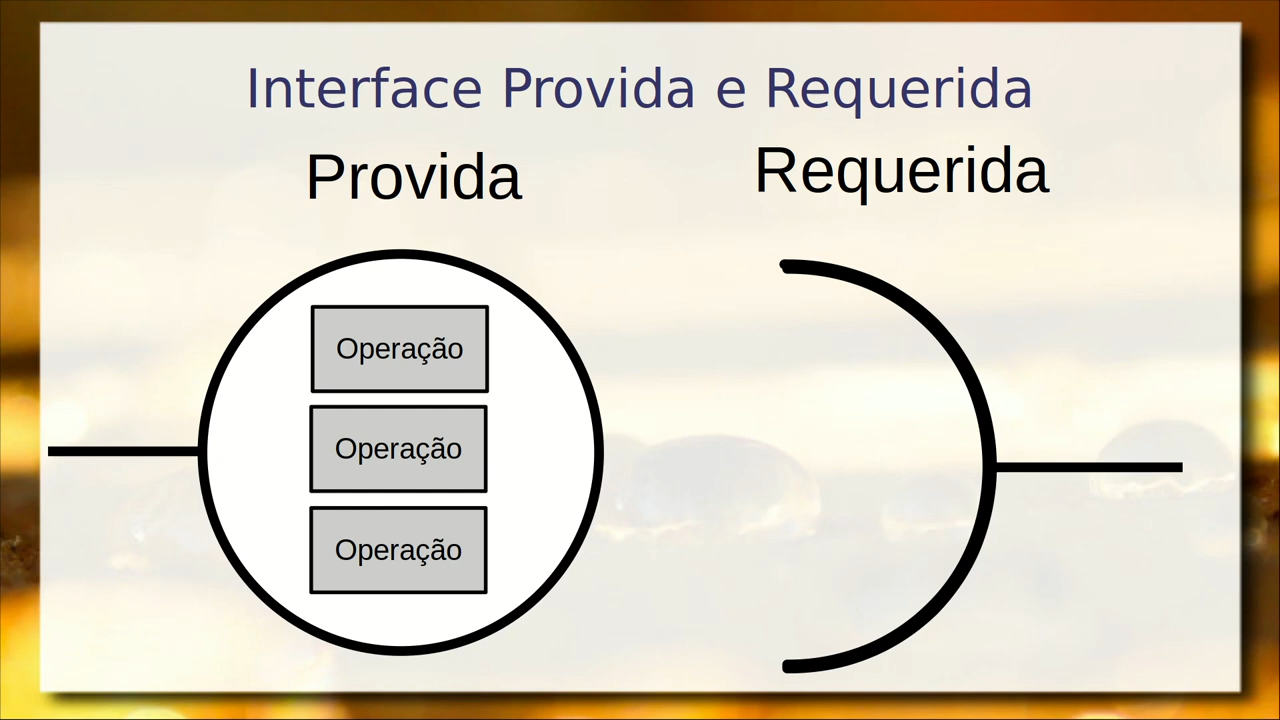 Interface Provida e Requerida
Provida
Requerida
Operação
Operação
Operação